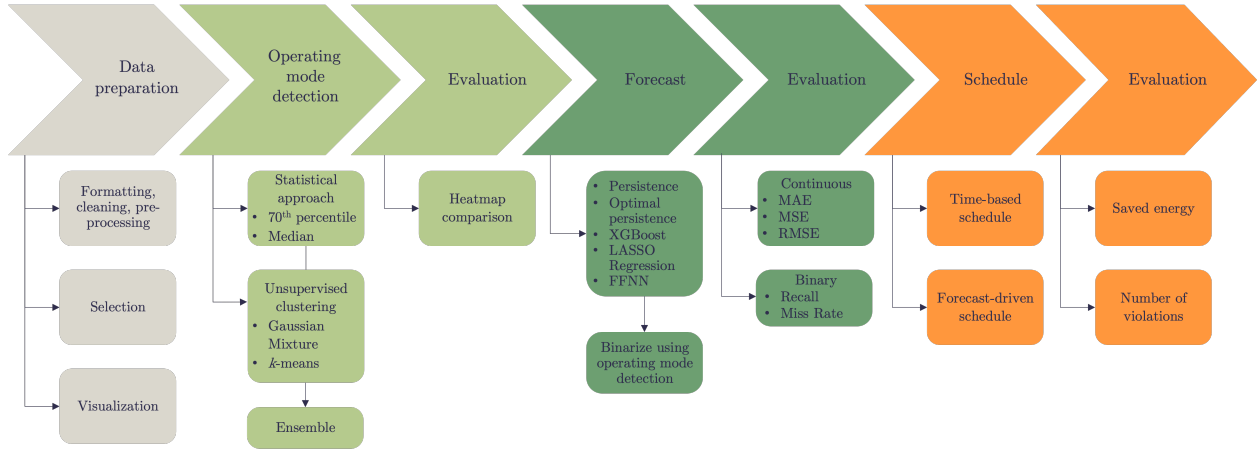 Data
preparation
Operating
mode
detection
Evaluation
Forecast
Evaluation
Schedule
Evaluation
Formatting,
cleaning, pre-
processing
Selection
Visualization
Statistical
approach
• 70th percentile
• Median
Unsupervised
clustering
• Gaussian
Mixture
• k-means
Ensemble
Heatmap
comparison
• Persistence
• Optimal
persistence
• XGBoost
• LASSO
Regression
• FFNN
Binarize using
operating mode
detection
Continuous
• MAE
• MSE
• RMSE
Binary
• Recall
• Miss Rate
Time-based
schedule
Forecast-driven
schedule
Saved energy
Number of
violations